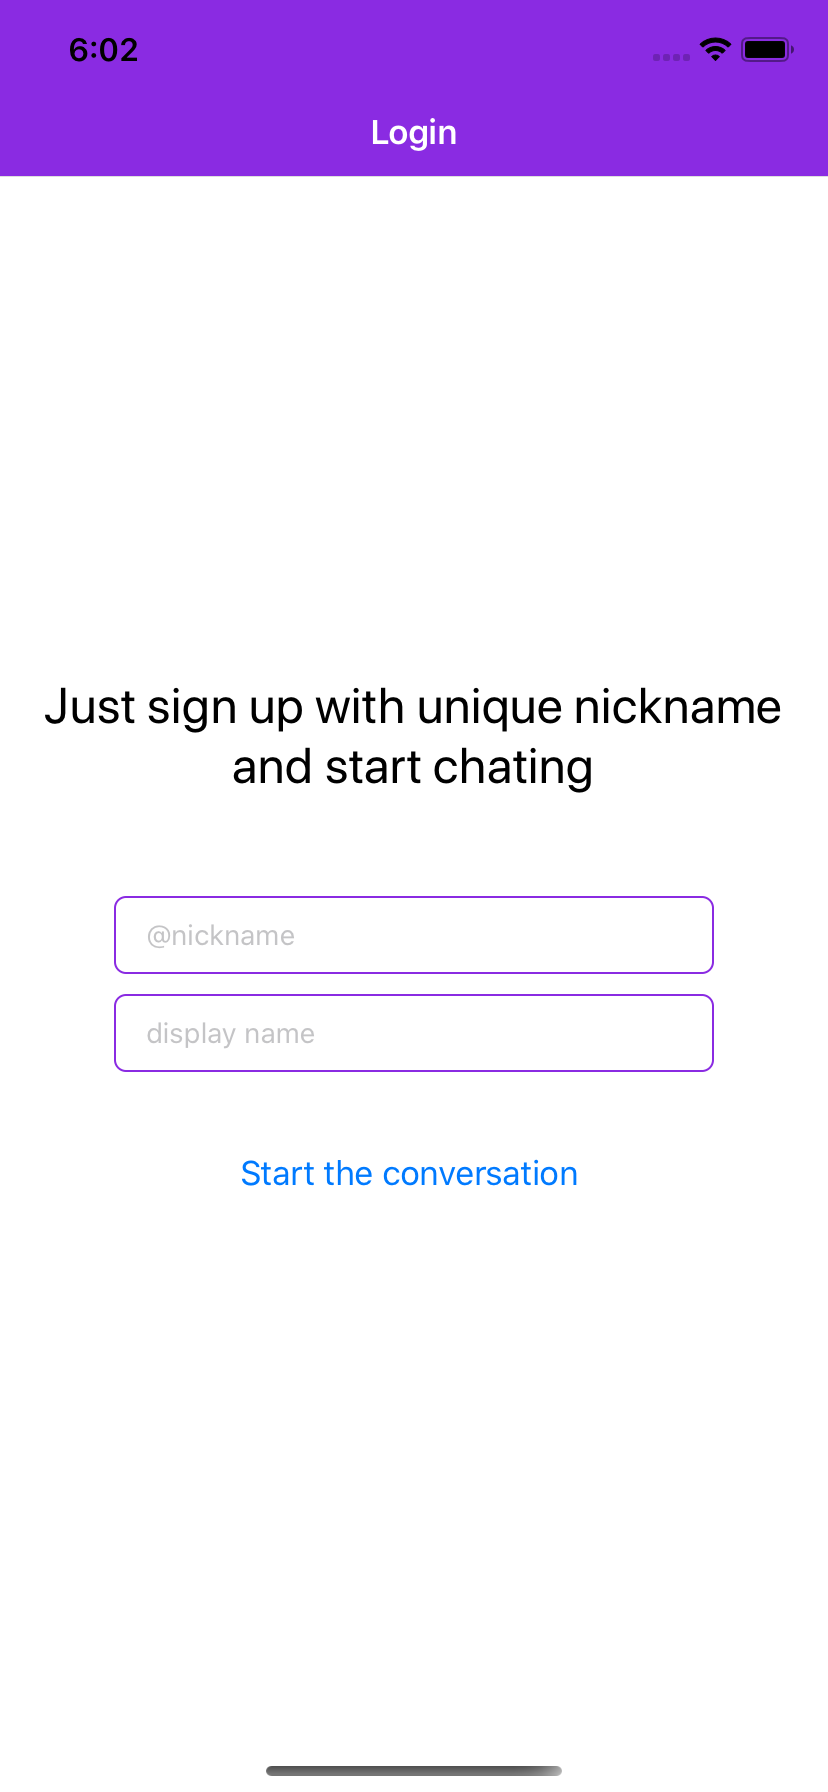 6:02
Login
Just sign up with unique nickname
and start chating
@nickname
display name
Start the conversation